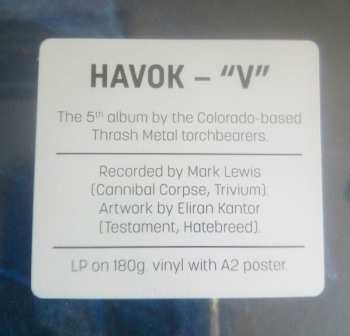 HAVOK – “V”
The 5th album by the Colorado-based
Thrash Metal torchbearers.
Recorded by Mark Lewis
(Cannibal Corpse, Trivium).
Artwork by Eliran Kantor
(Testament, Hatebreed).
LP on 180g. vinyl with A2 poster.